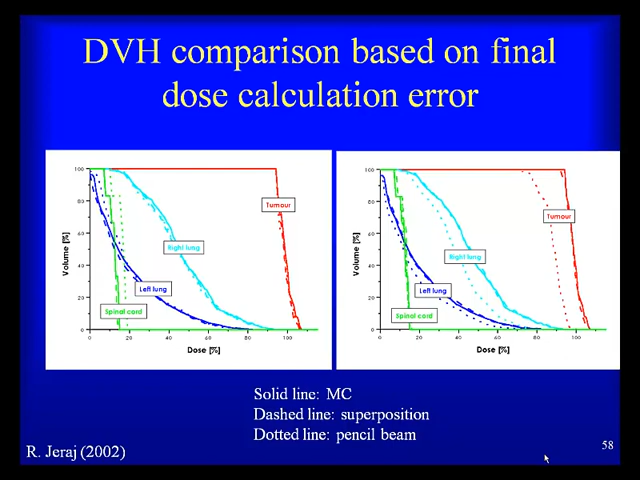 DVH comparison based on final
dose calculation error
100
80
60
40
20
0
Volume [%]
Tumour
Right lung
Left lung
Spinal cord
0 20 40 60 80 100
Dose [%]
100
80
60
40
20
0
Volume [%]
Tumour
Right lung
Left lung
Spinal cord
0 20 40 60 80 100
Dose [%]
Solid line: MC
Dashed line: superposition
Dotted line: pencil beam
R. Jeraj (2002)
58